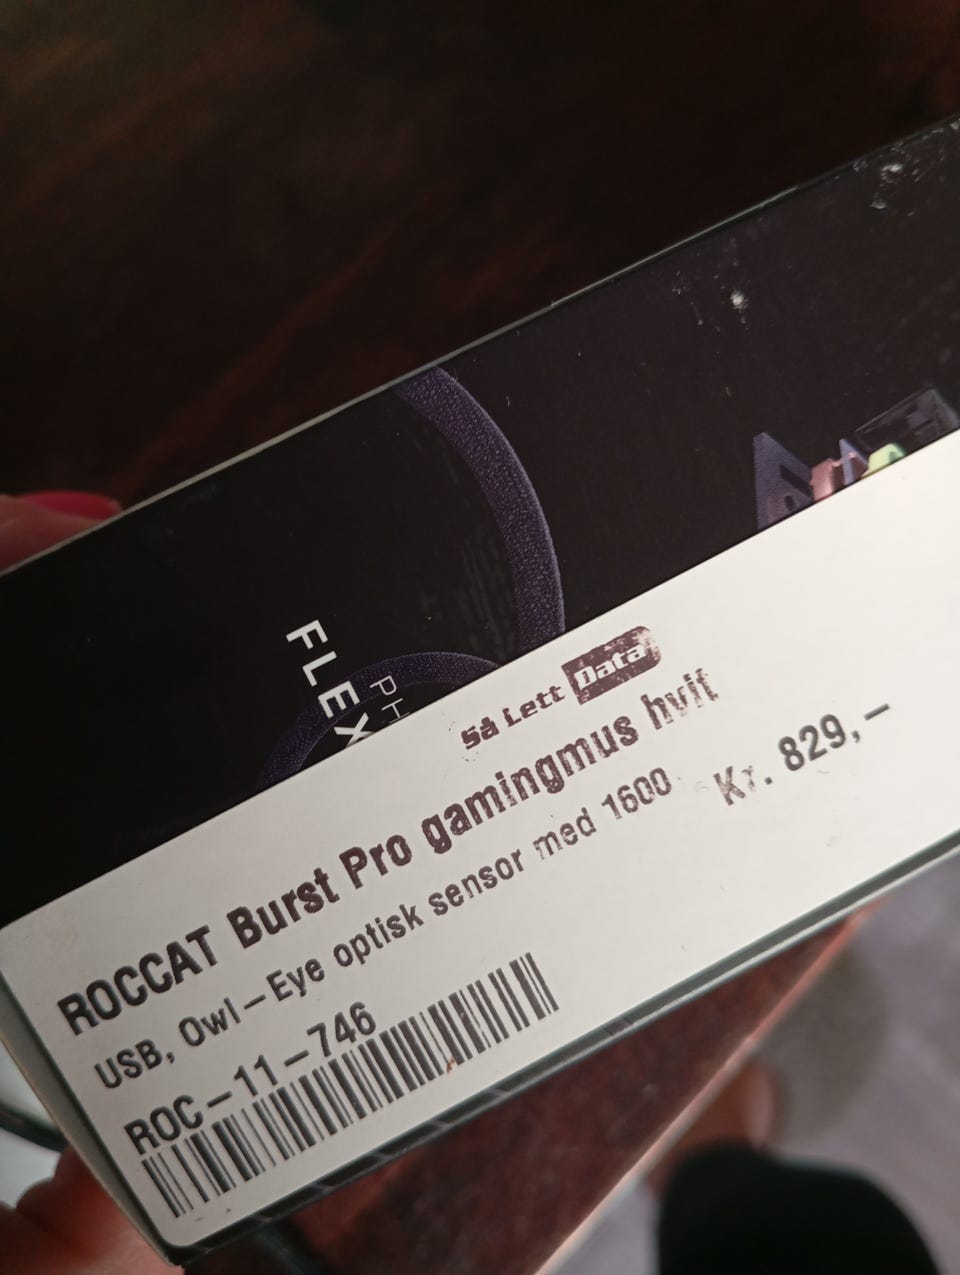 FLEX
PH
Så Lett Data
ROCCAT Burst Pro gamingmus hvit
USB, Owl-Eye optisk sensor med 1600
Kr. 829,-
ROC-11-746